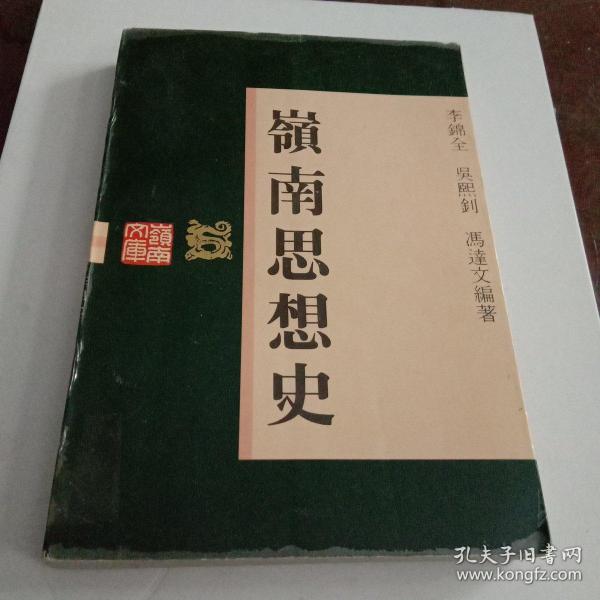 嶺南思想史
李錦全 吳熙釗 馮達文編著
嶺南
文庫
孔夫子旧书网
www.kongfz.com